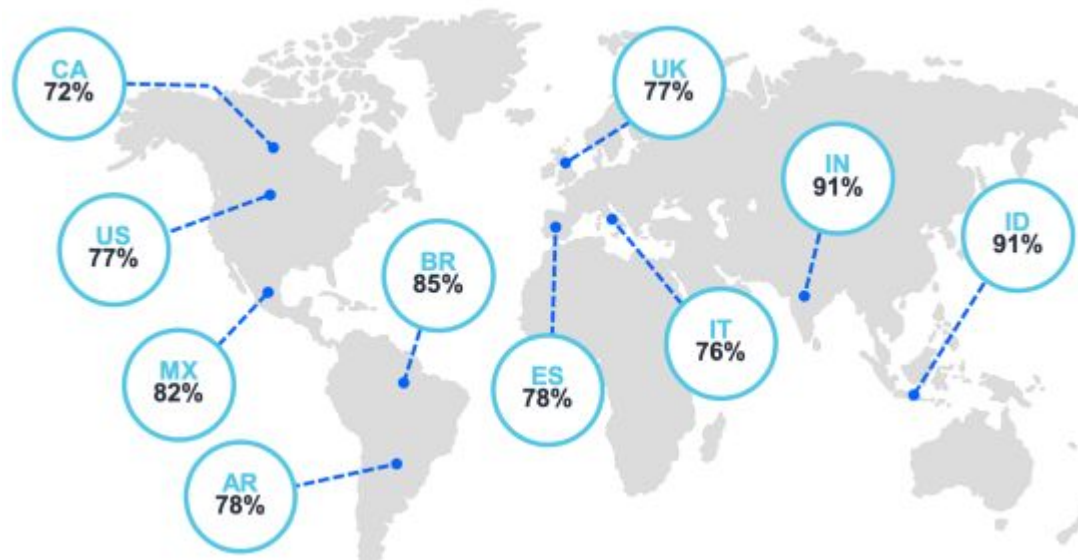 CA
72%
UK
77%
IN
91%
US
77%
BR
85%
ID
91%
MX
82%
ES
78%
IT
76%
AR
78%